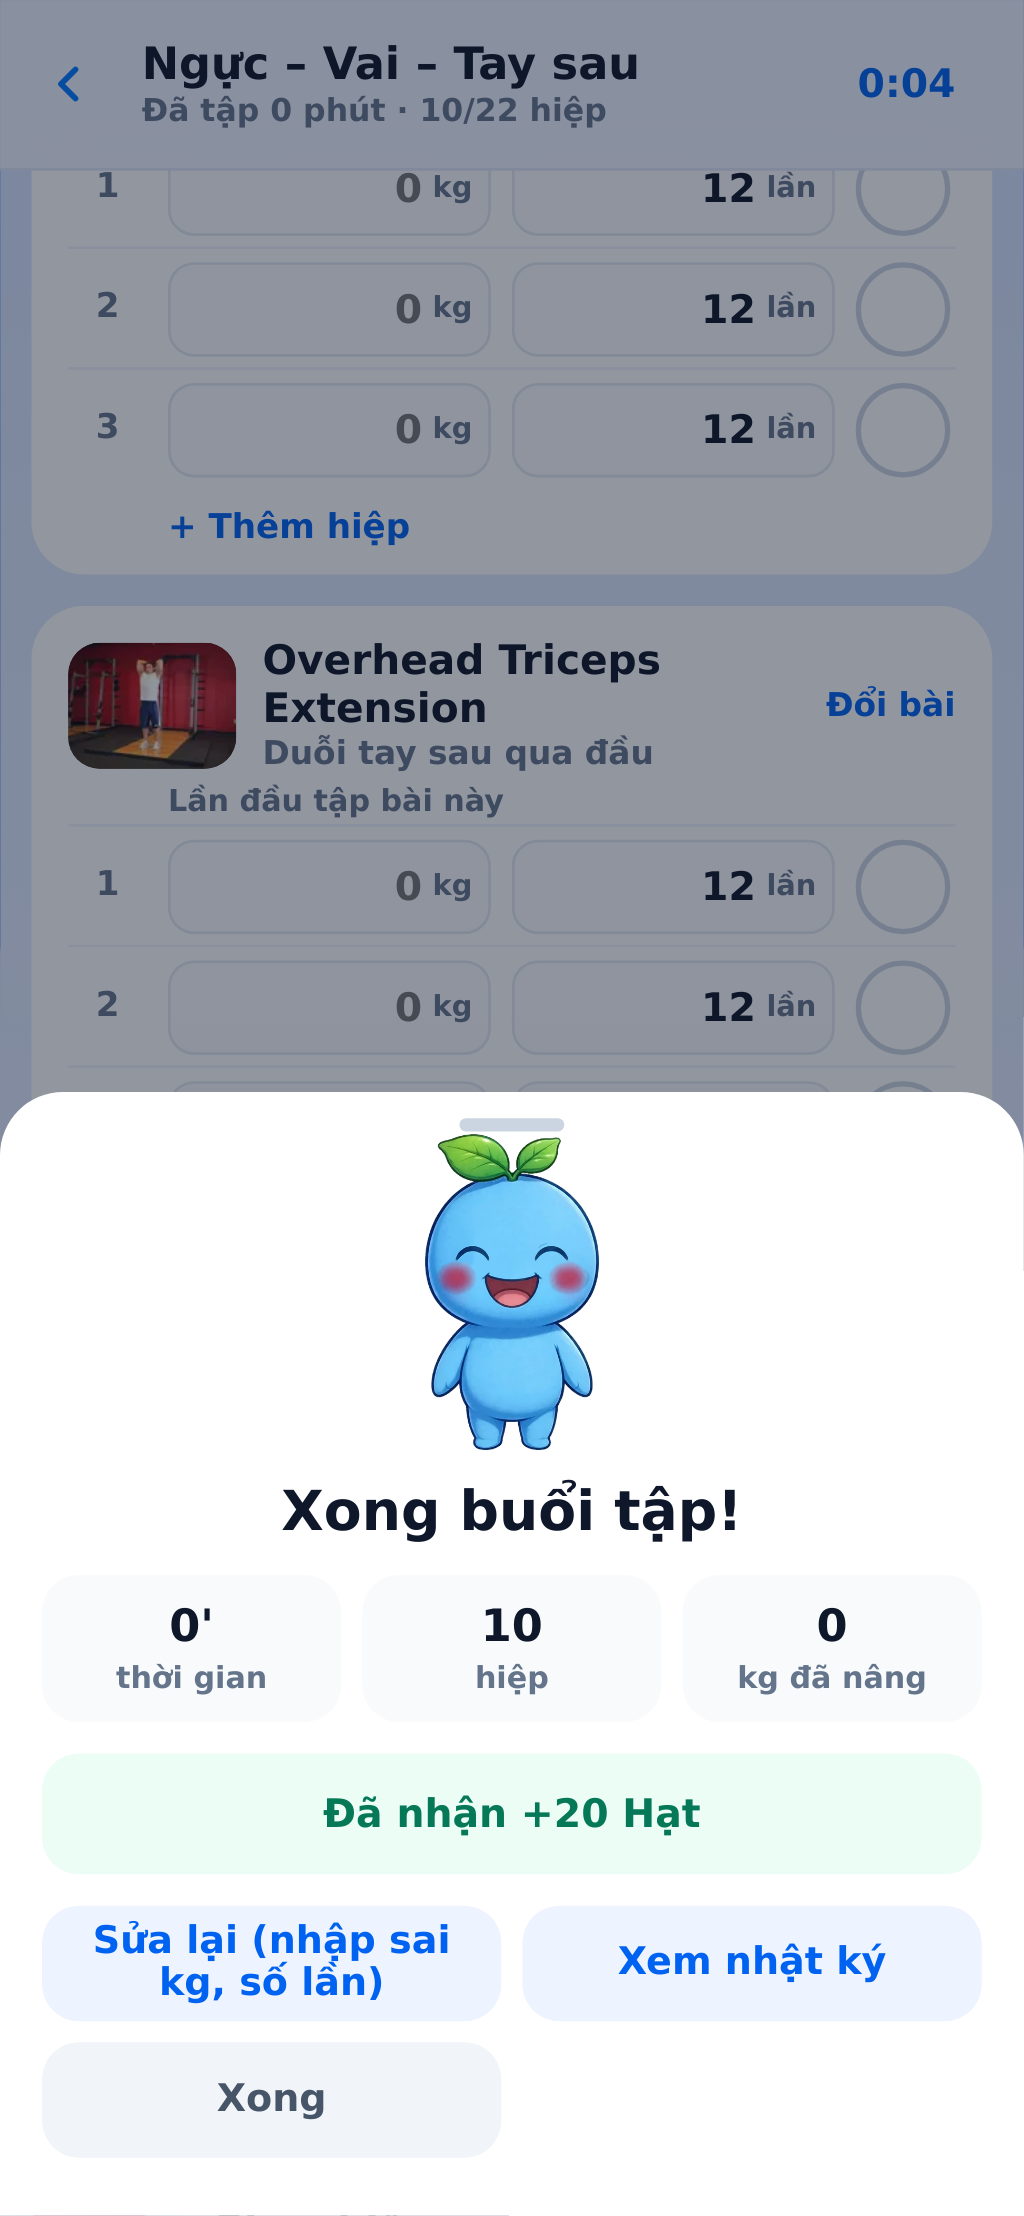 Ngực – Vai – Tay sau
Đã tập 0 phút · 10/22 hiệp
0:04
1 0 kg 12 lần
2 0 kg 12 lần
3 0 kg 12 lần
+ Thêm hiệp
Overhead Triceps
Extension
Đổi bài
Duỗi tay sau qua đầu
Lần đầu tập bài này
1 0 kg 12 lần
2 0 kg 12 lần
Xong buổi tập!
0' 10 0
thời gian hiệp kg đã nâng
Đã nhận +20 Hạt
Sửa lại (nhập sai
kg, số lần)
Xem nhật ký
Xong